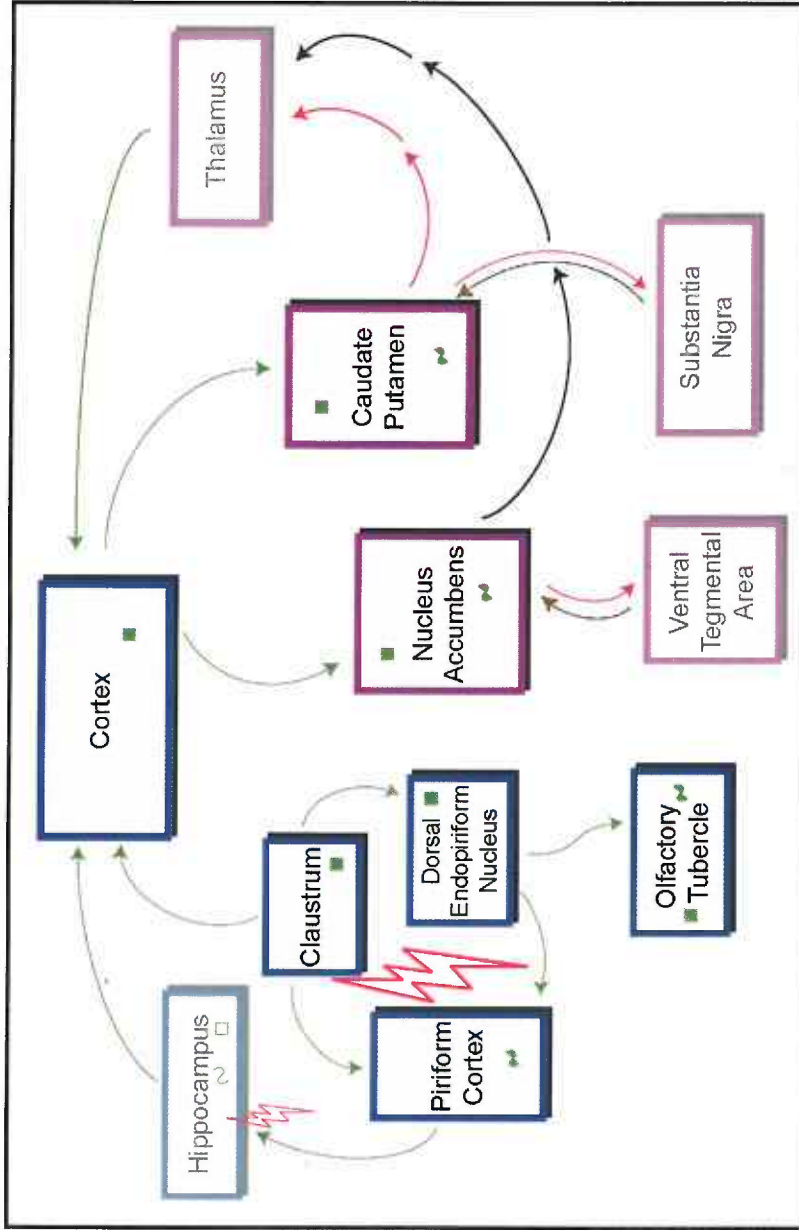 Hippocampus
Cortex
Thalamus
Claustrum
Piriform
Cortex
Dorsal
Endopiriform
Nucleus
Nucleus
Accumbens
Caudate
Putamen
Olfactory
Tubercle
Ventral
Tegmental
Area
Substantia
Nigra